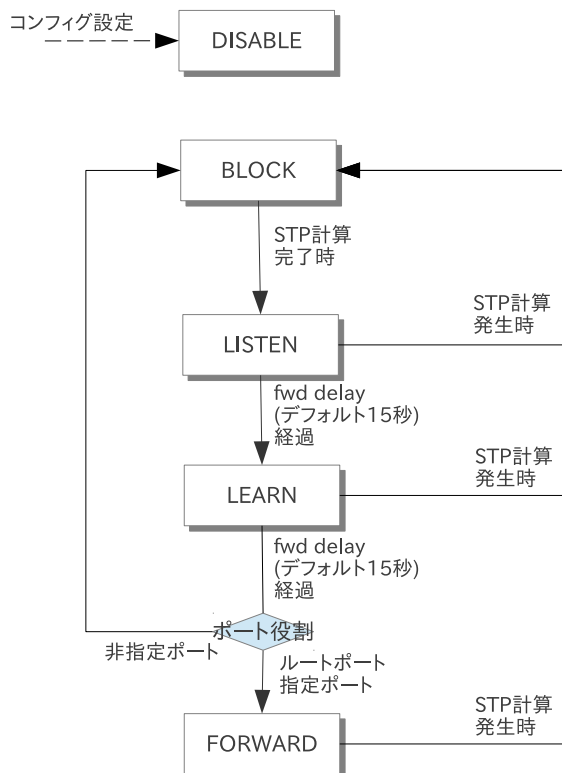 コンフィグ設定
DISABLE
BLOCK
STP計算
完了時
LISTEN
STP計算
発生時
fwd delay
(デフォルト15秒)
経過
LEARN
STP計算
発生時
fwd delay
(デフォルト15秒)
経過
ポート役割
非指定ポート
ルートポート
指定ポート
FORWARD
STP計算
発生時